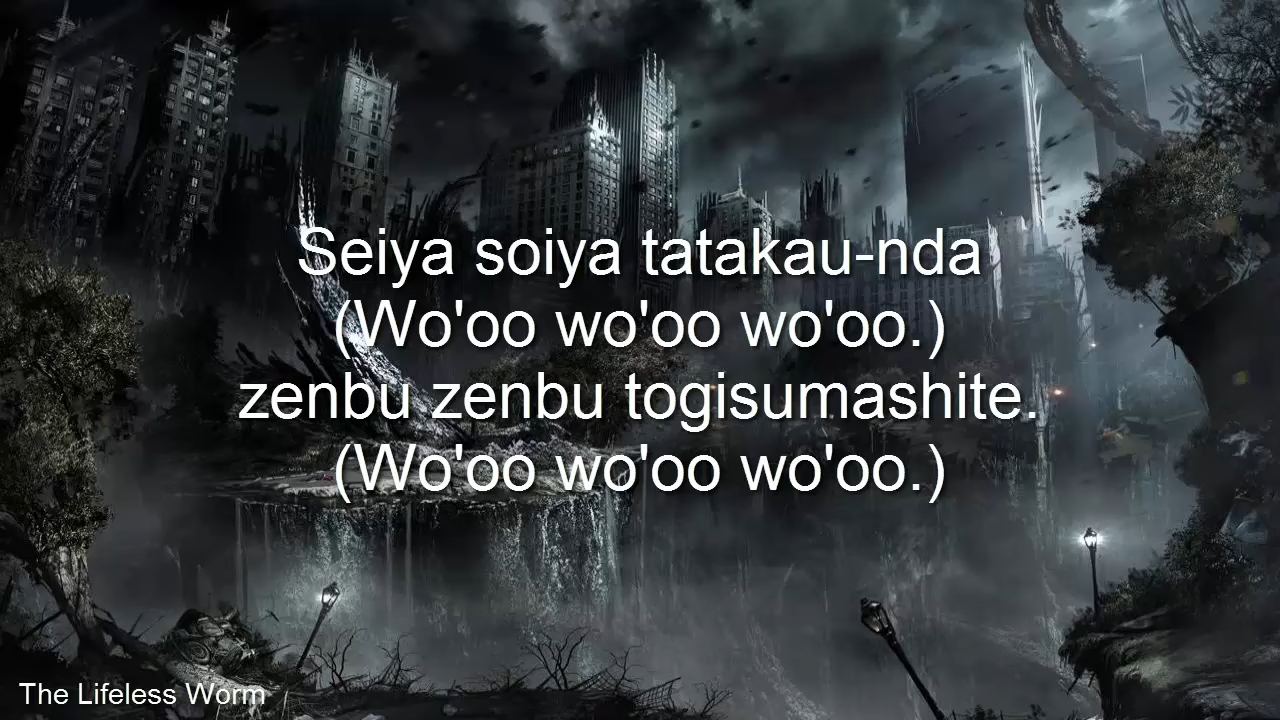 Seiya soiya tatakau-nda
(Wo'oo wo'oo wo'oo.)
zenbu zenbu togisumashite.
(Wo'oo wo'oo wo'oo.)
The Lifeless Worm